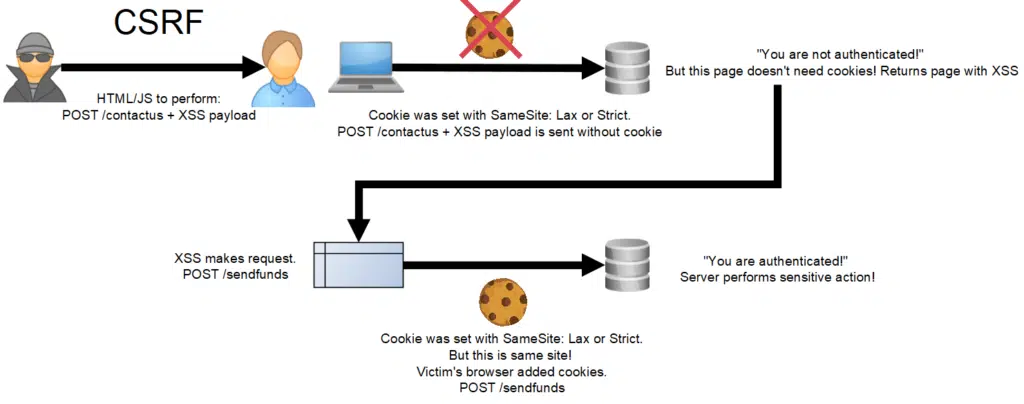 CSRF
HTML/JS to perform:
POST /contactus + XSS payload
Cookie was set with SameSite: Lax or Strict.
POST /contactus + XSS payload is sent without cookie
"You are not authenticated!"
But this page doesn't need cookies! Returns page with XSS
XSS makes request.
POST /sendfunds
Cookie was set with SameSite: Lax or Strict.
But this is same site!
Victim's browser added cookies.
POST /sendfunds
"You are authenticated!"
Server performs sensitive action!